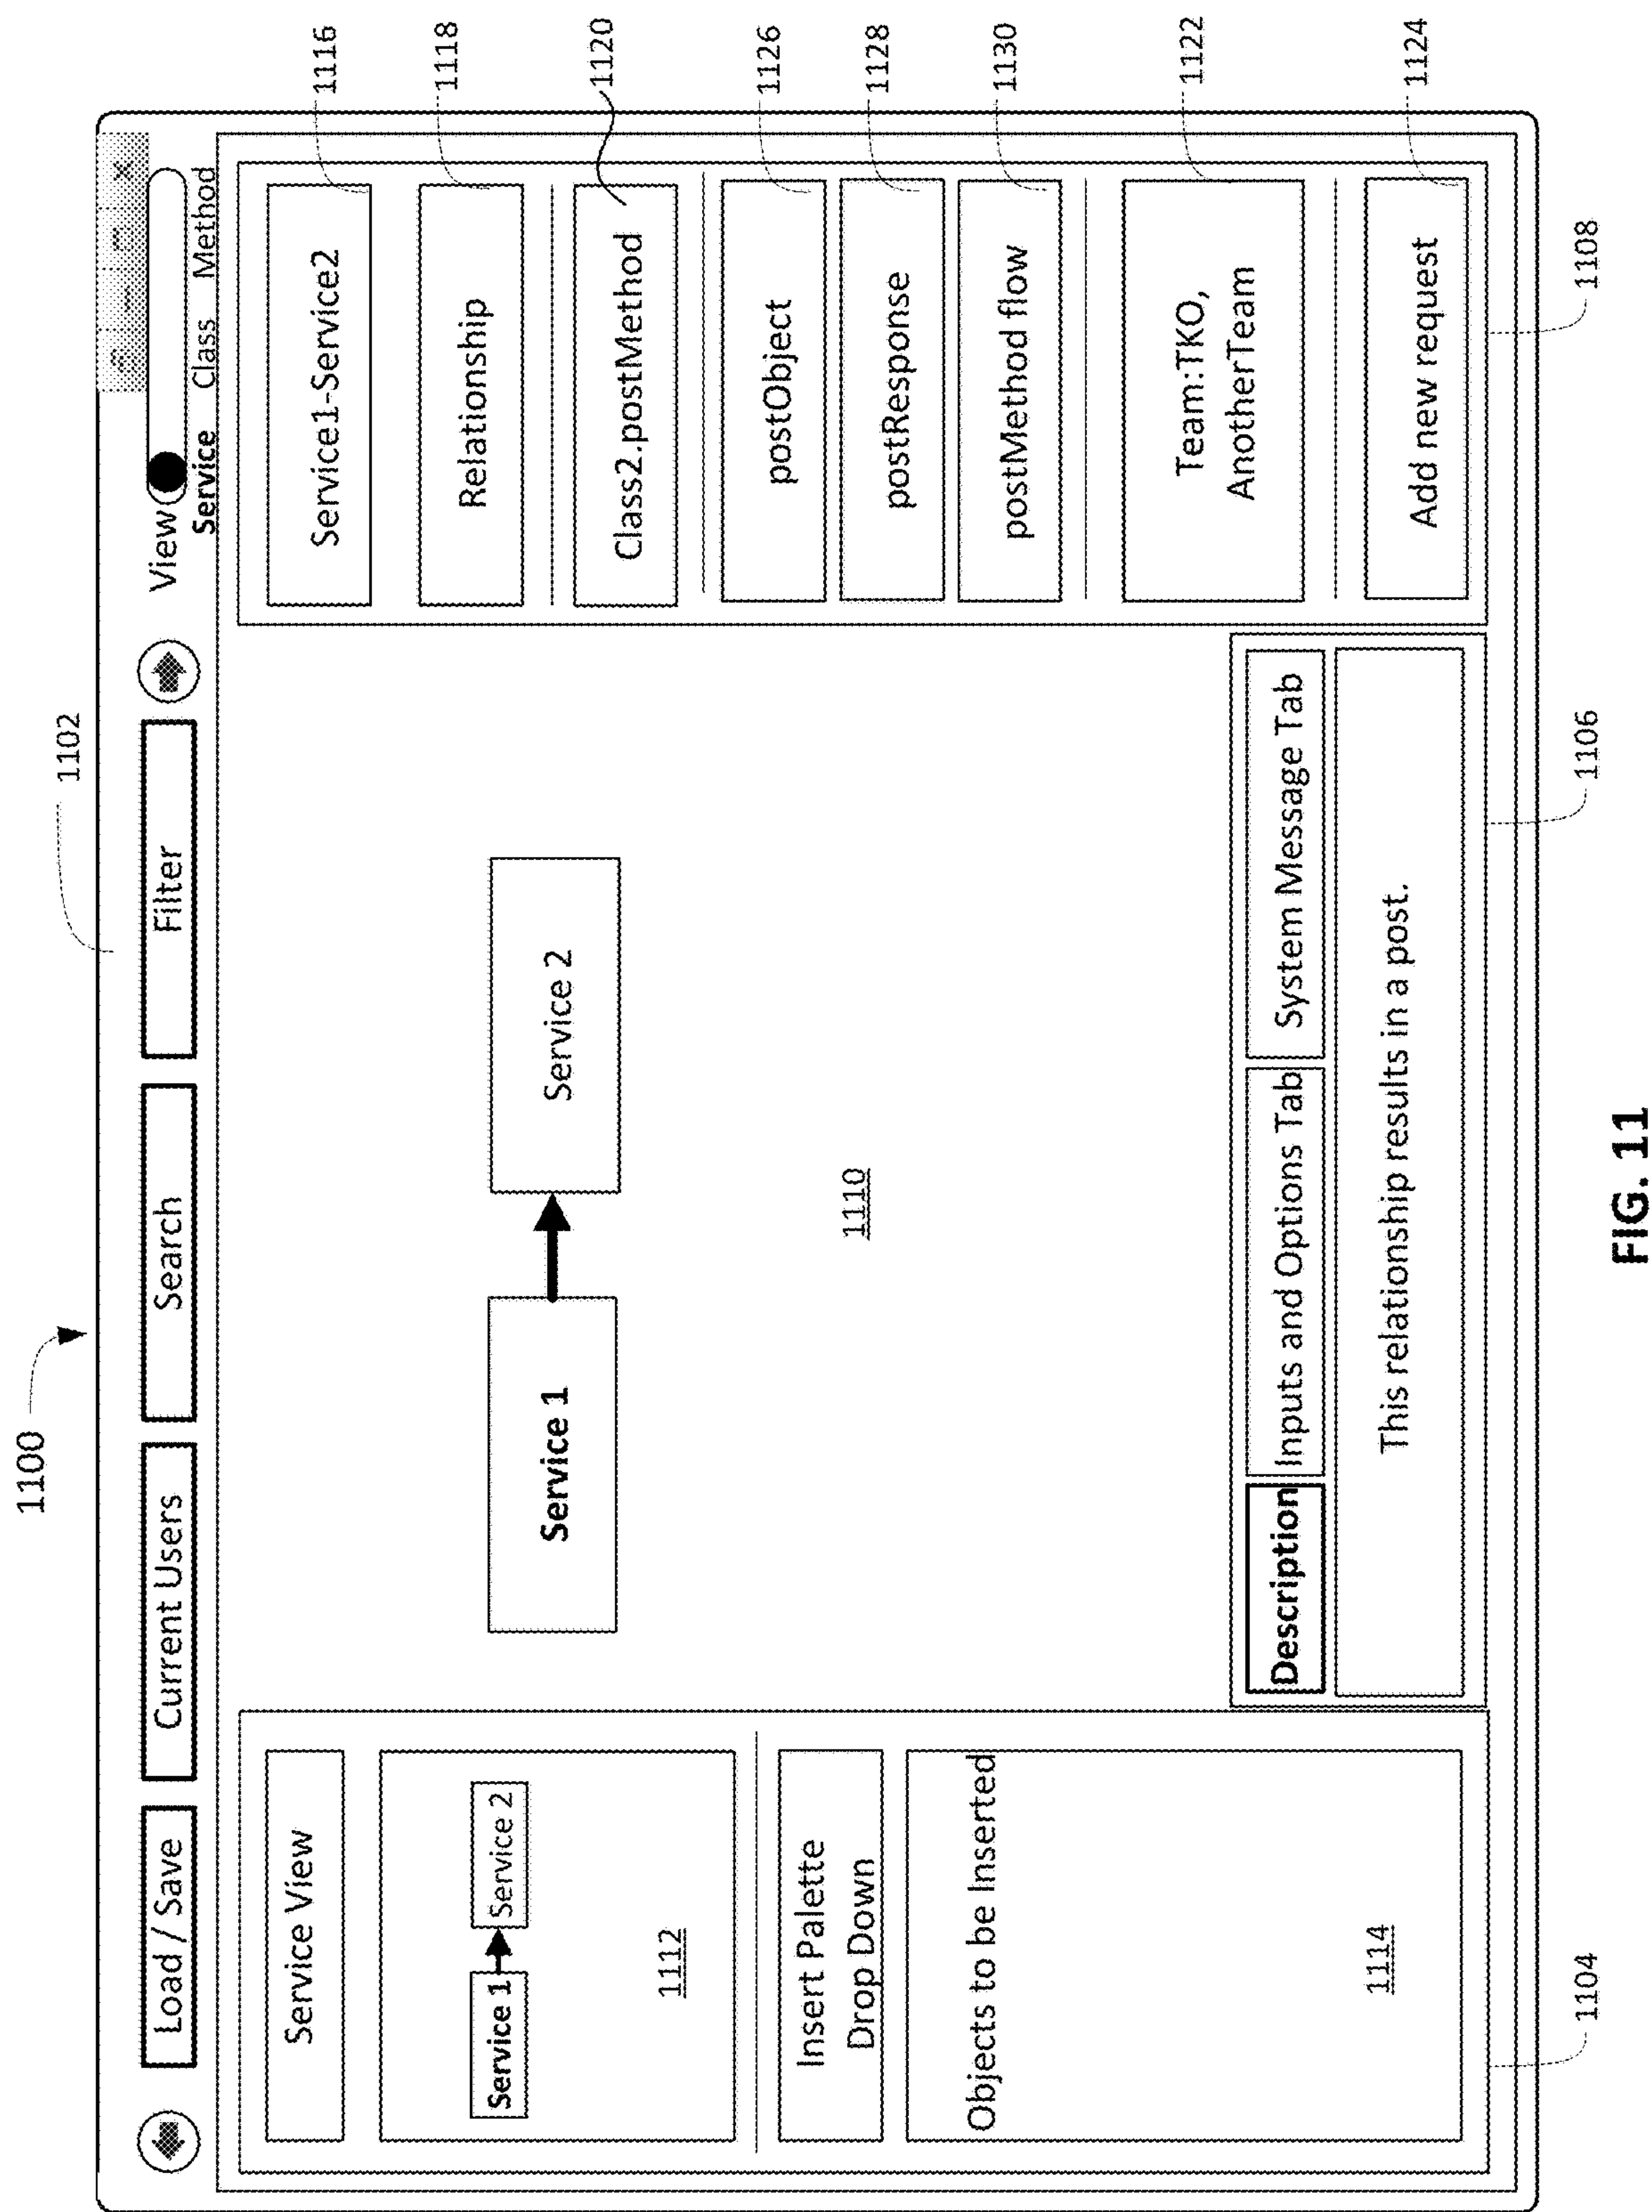 1100
1102
Load / Save
Current Users
Search
Filter
View
Service
Class
Method
Service View
Service 1
Service 2
1112
Insert Palette
Drop Down
Objects to be Inserted
1114
1104
Service 1
Service 2
1110
Description
Inputs and Options Tab
System Message Tab
This relationship results in a post.
1106
Service1-Service2
1116
Relationship
1118
Class2.postMethod
1120
postObject
1126
postResponse
1128
postMethod flow
1130
Team:TKO,
AnotherTeam
1122
Add new request
1124
1108
FIG. 11